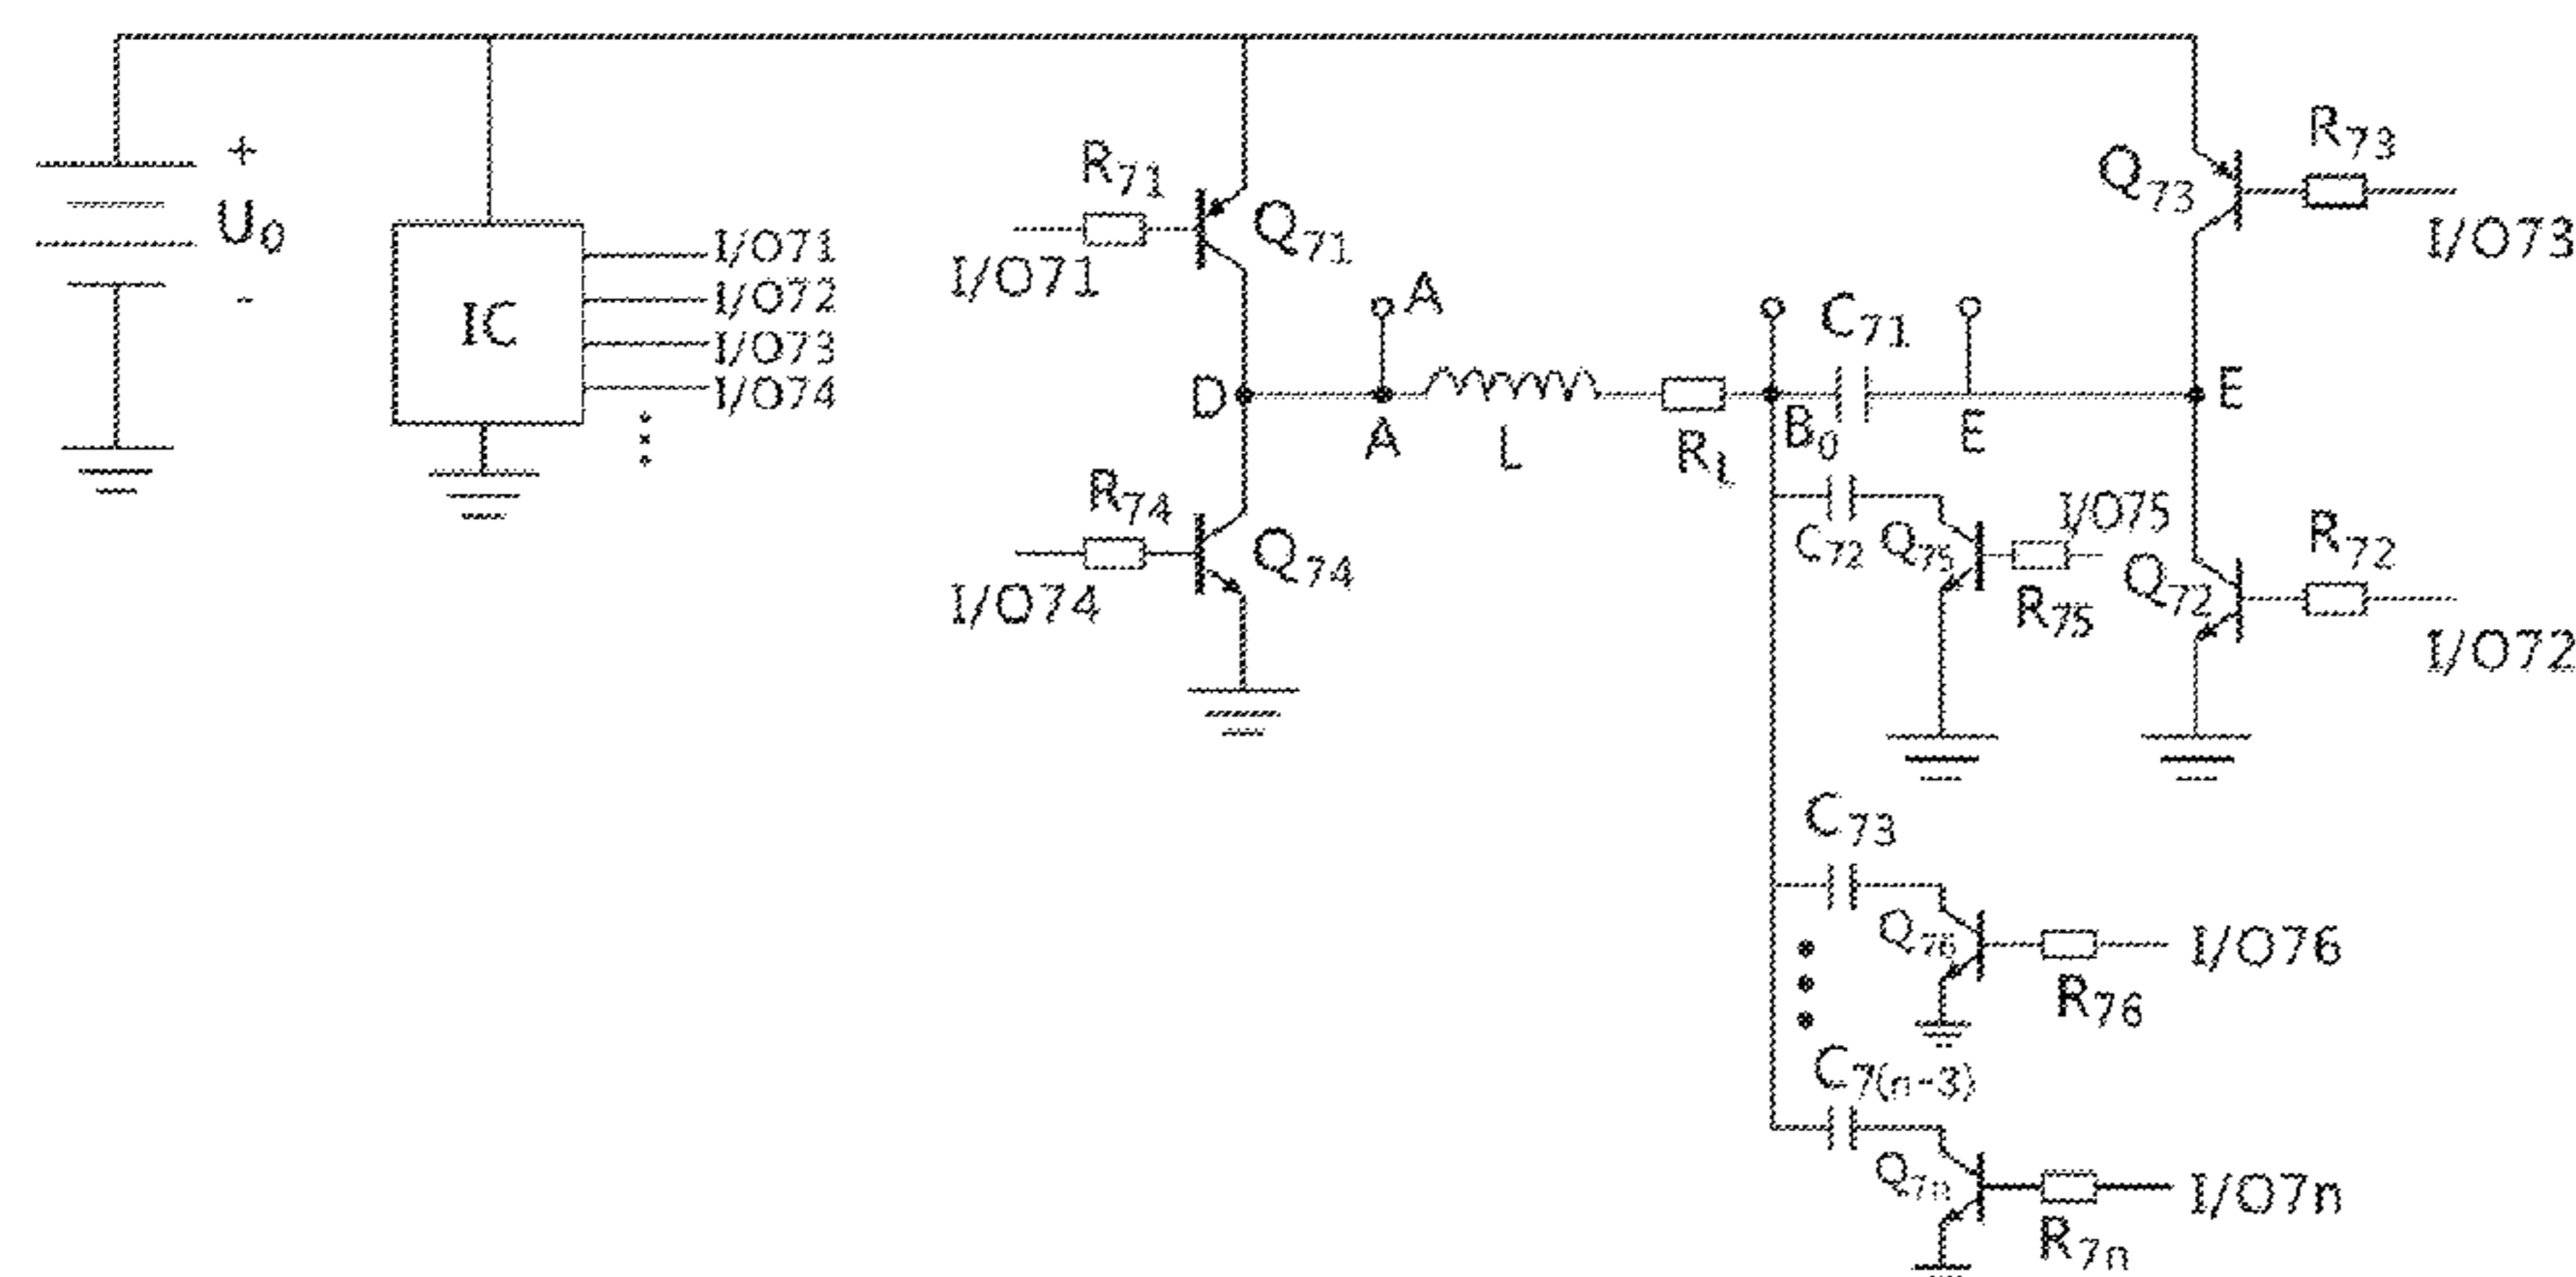 +
U₀
-
IC
I/O71
I/O72
I/O73
I/O74
R₇₁
I/O71
Q₇₁
R₇₃
Q₇₃
I/O73
A
D
A
L
R_L
B₀
C₇₁
E
E
R₇₄
I/O74
Q₇₄
C₇₂
Q₇₅
I/O75
R₇₅
R₇₂
Q₇₂
I/O72
C₇₃
Q₇₆
I/O76
R₇₆
C₇₍ₙ₋₃₎
Q₇ₙ
I/O7n
R₇ₙ